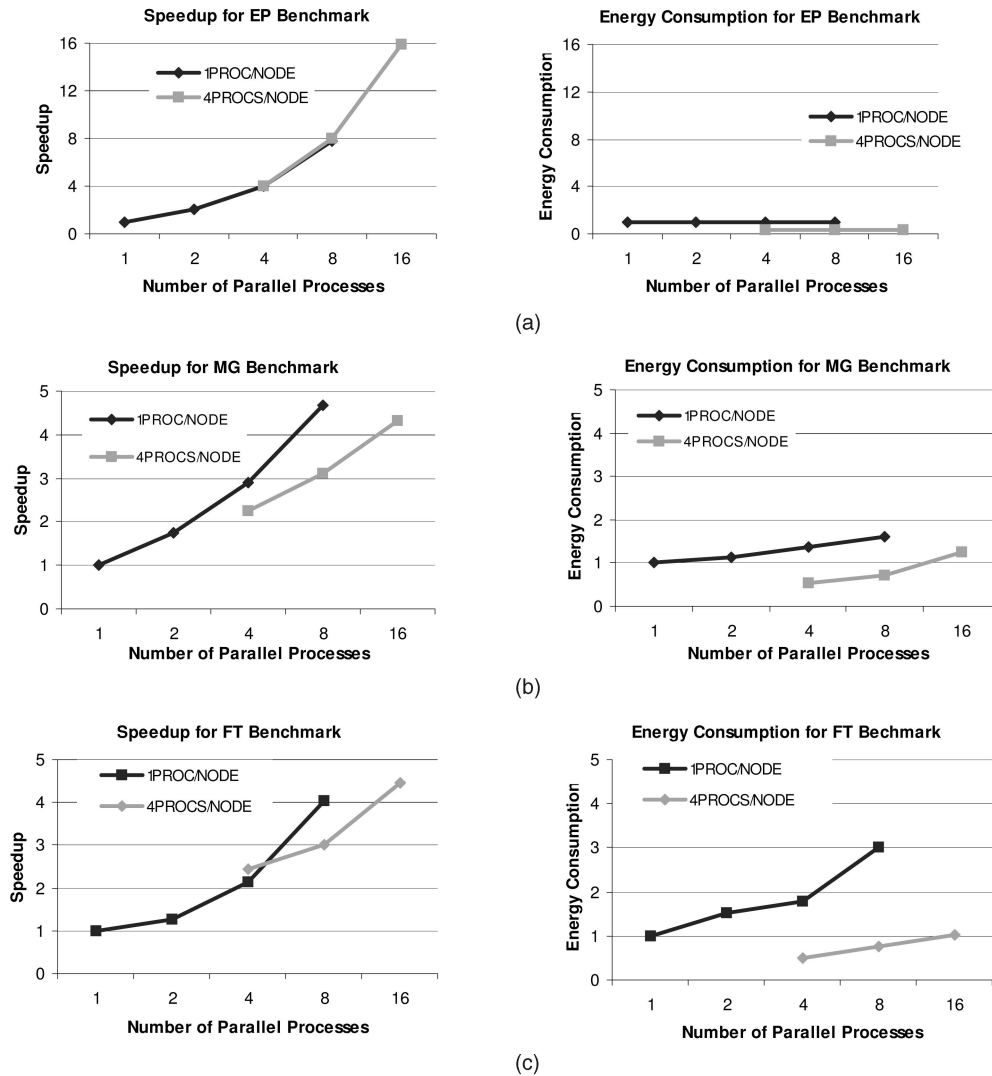 Speedup for EP Benchmark
16
12
8
4
0
Speedup
1PROC/NODE
4PROCS/NODE
1 2 4 8 16
Number of Parallel Processes
Energy Consumption for EP Benchmark
16
12
8
4
0
Energy Consumption
1PROC/NODE
4PROCS/NODE
1 2 4 8 16
Number of Parallel Processes
(a)
Speedup for MG Benchmark
5
4
3
2
1
0
Speedup
1PROC/NODE
4PROCS/NODE
1 2 4 8 16
Number of Parallel Processes
Energy Consumption for MG Benchmark
5
4
3
2
1
0
Energy Consumption
1PROC/NODE
4PROCS/NODE
1 2 4 8 16
Number of Parallel Processes
(b)
Speedup for FT Benchmark
5
4
3
2
1
0
Speedup
1PROC/NODE
4PROCS/NODE
1 2 4 8 16
Number of Parallel Processes
Energy Consumption for FT Bechmark
5
4
3
2
1
0
Energy Consumption
1PROC/NODE
4PROCS/NODE
1 2 4 8 16
Number of Parallel Processes
(c)